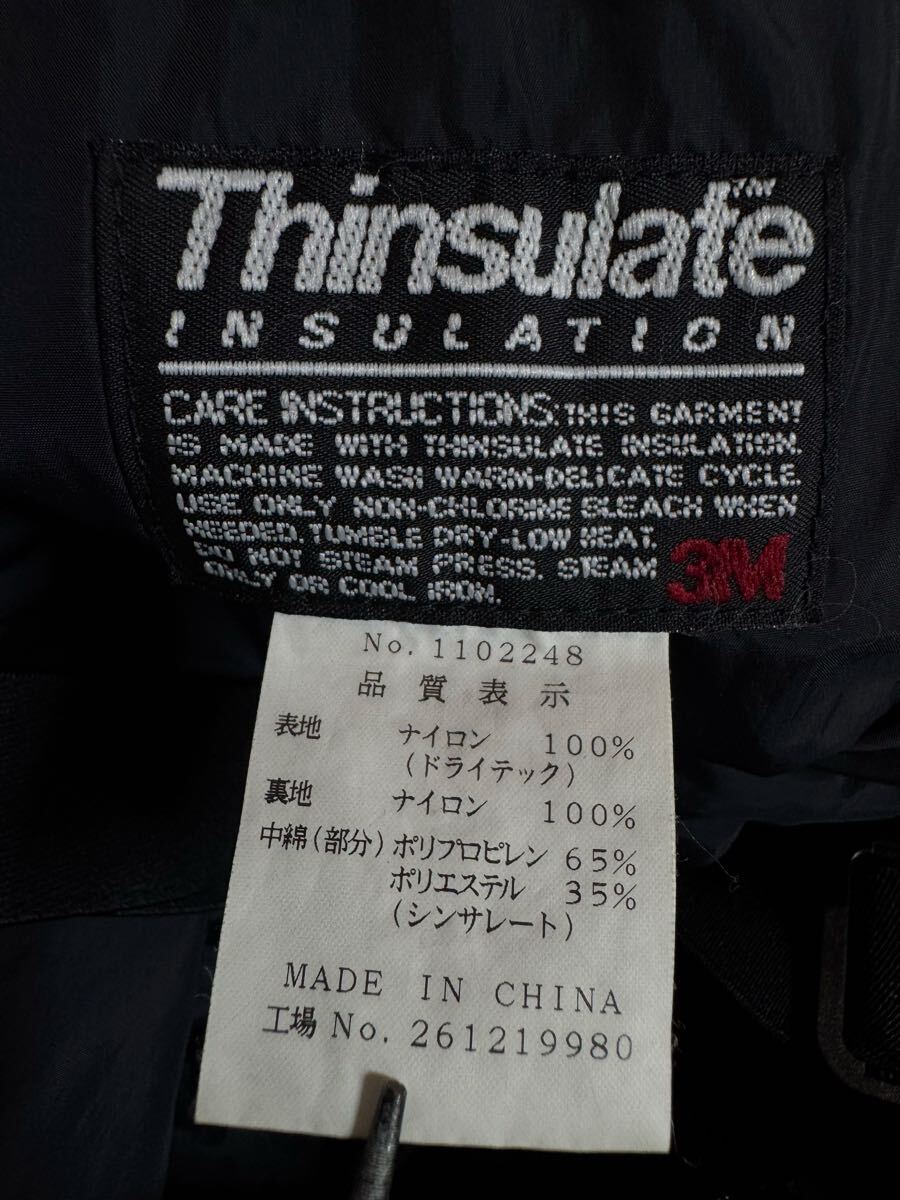 Thinsulate™
INSULATION
CARE INSTRUCTIONS: THIS GARMENT
IS MADE WITH THINSULATE INSULATION.
MACHINE WASH WARM-DELICATE CYCLE.
USE ONLY NON-CHLORINE BLEACH WHEN
NEEDED TUMBLE DRY-LOW HEAT.
DO NOT STEAM PRESS. STEAM
ONLY OR COOL IRON.
3M
No. 1102248
品質表示
表地 ナイロン 100%
(ドライテック)
裏地 ナイロン 100%
中綿(部分) ポリプロピレン 65%
ポリエステル 35%
(シンサレート)
MADE IN CHINA
工場 No. 261219980